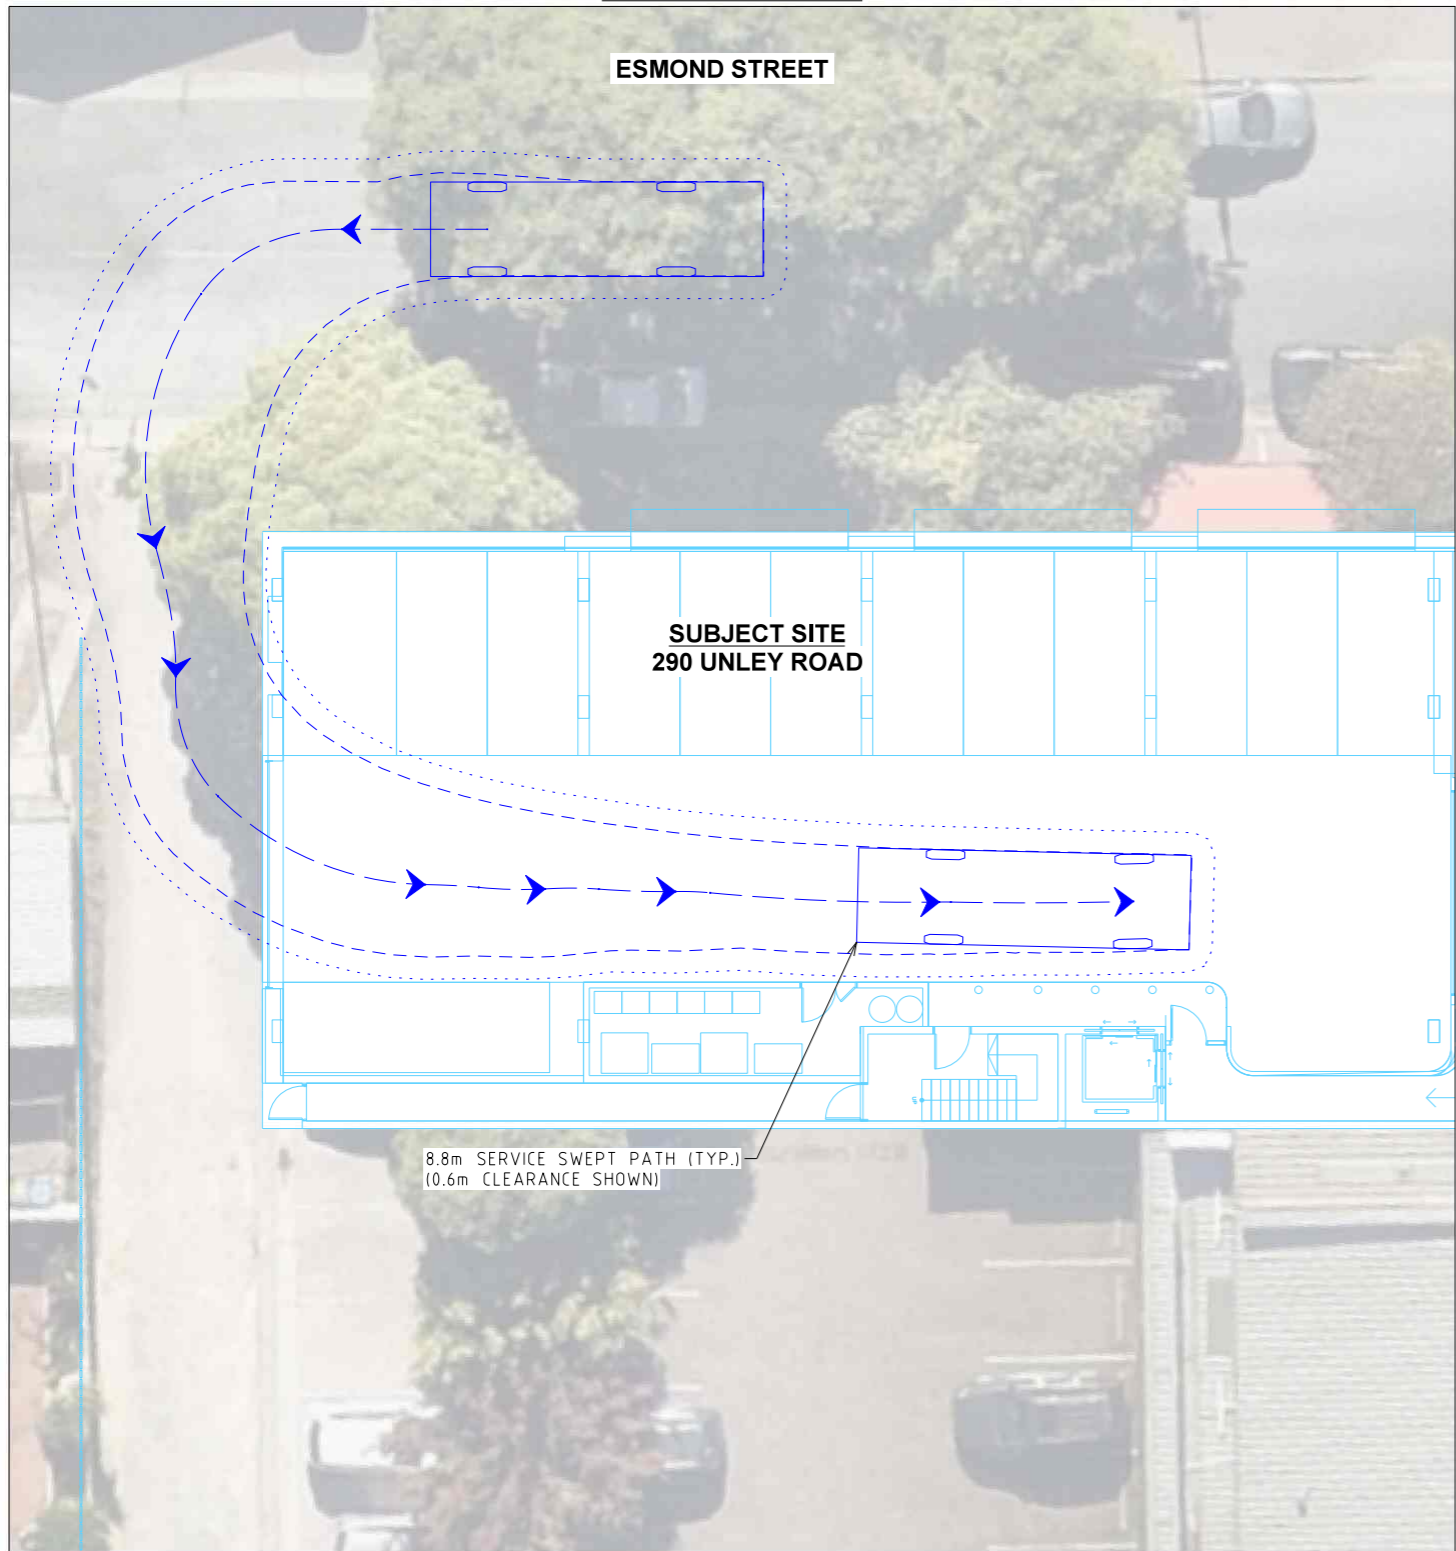 ESMOND STREET
SUBJECT SITE
290 UNLEY ROAD
8.8m SERVICE SWEPT PATH (TYP.)
(0.6m CLEARANCE SHOWN)